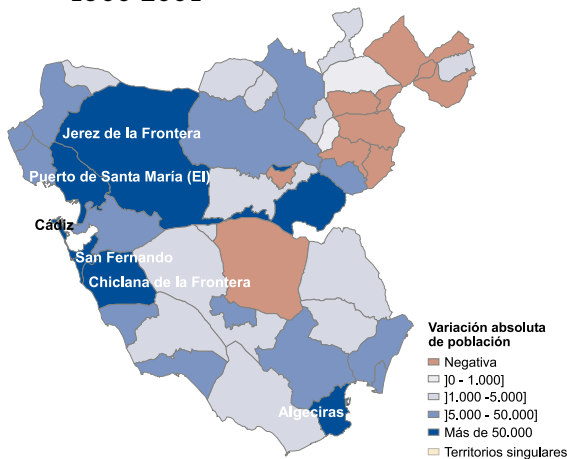 Jerez de la Frontera
Puerto de Santa María (El)
Cádiz
San Fernando
Chiclana de la Frontera
Algeciras
Variación absoluta
de población
Negativa
]0 - 1.000]
]1.000 -5.000]
]5.000 - 50.000]
Más de 50.000
Territorios singulares